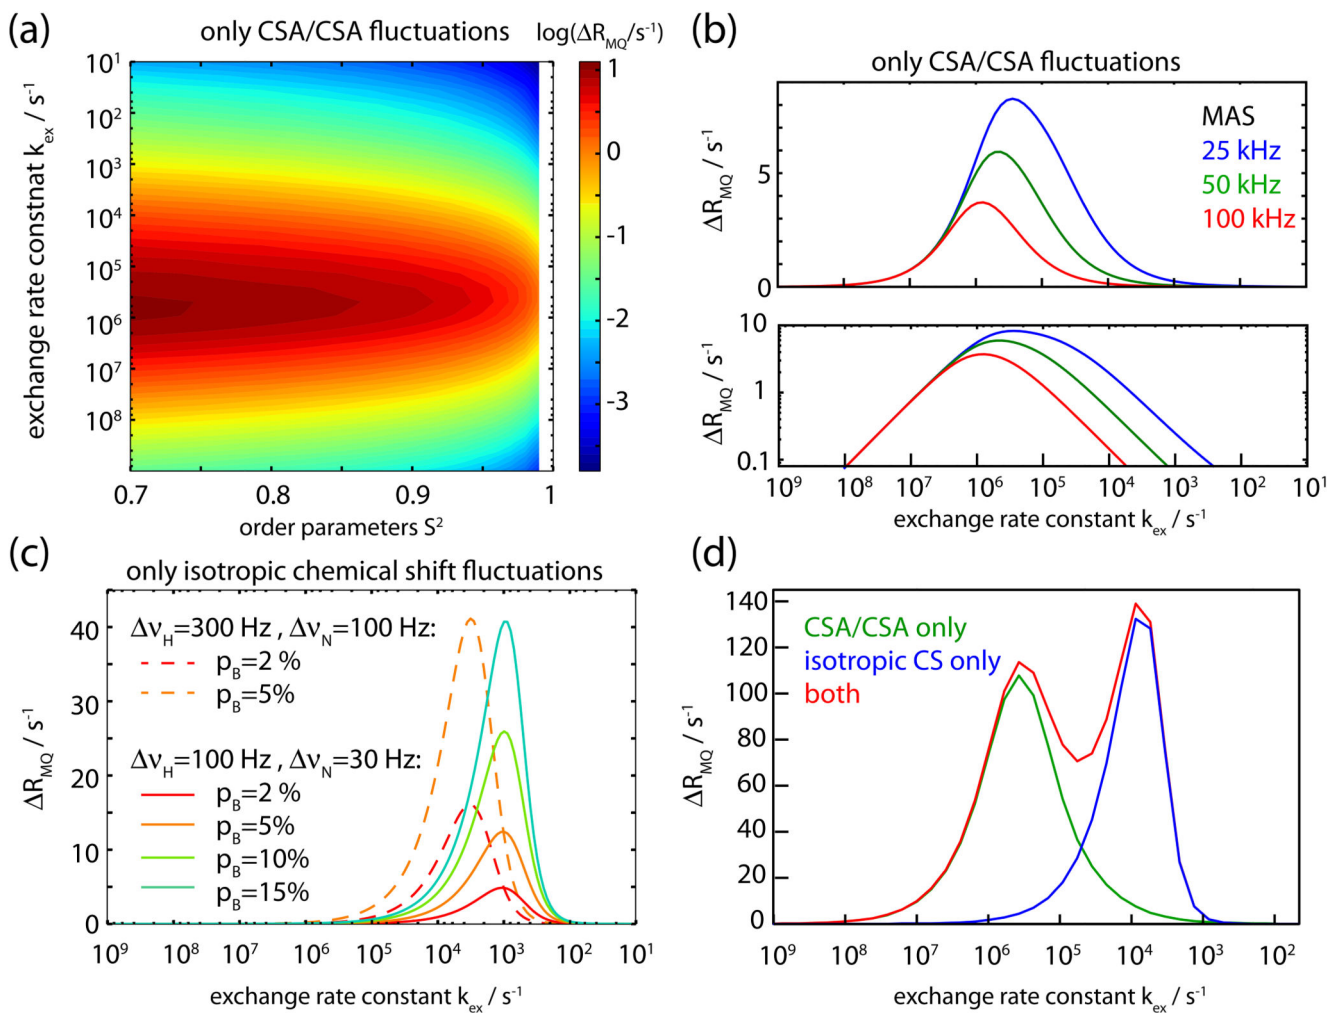 (a)
only CSA/CSA fluctuations
log(ΔR_MQ/s⁻¹)
exchange rate constnat k_ex / s⁻¹
10¹
10²
10³
10⁴
10⁵
10⁶
10⁷
10⁸
0.7
0.8
0.9
1
order parameters S²
1
0
-1
-2
-3
(b)
only CSA/CSA fluctuations
MAS
25 kHz
50 kHz
100 kHz
ΔR_MQ / s⁻¹
5
0
ΔR_MQ / s⁻¹
10
1
0.1
10⁹ 10⁸ 10⁷ 10⁶ 10⁵ 10⁴ 10³ 10² 10¹
exchange rate constant k_ex / s⁻¹
(c)
only isotropic chemical shift fluctuations
Δν_H=300 Hz , Δν_N=100 Hz:
p_B=2 %
p_B=5%
Δν_H=100 Hz , Δν_N=30 Hz:
p_B=2 %
p_B=5%
p_B=10%
p_B=15%
ΔR_MQ / s⁻¹
40
30
20
10
0
10⁹ 10⁸ 10⁷ 10⁶ 10⁵ 10⁴ 10³ 10² 10¹
exchange rate constant k_ex / s⁻¹
(d)
CSA/CSA only
isotropic CS only
both
ΔR_MQ / s⁻¹
140
120
100
80
60
40
20
0
10⁹ 10⁸ 10⁷ 10⁶ 10⁵ 10⁴ 10³ 10²
exchange rate constant k_ex / s⁻¹